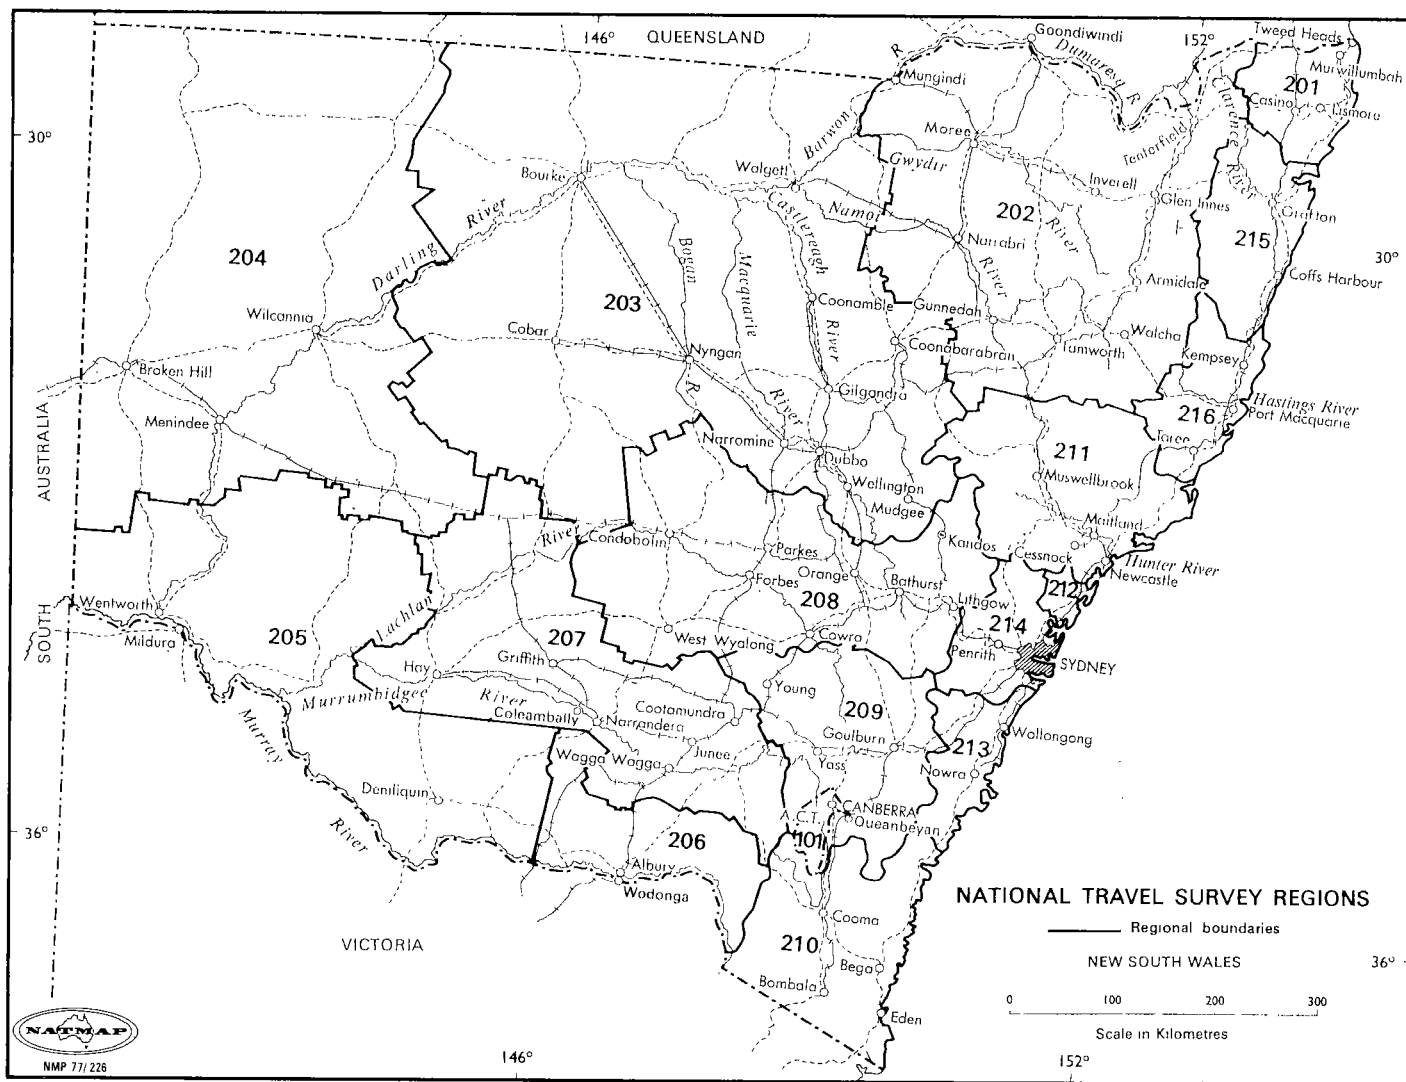 146°
QUEENSLAND
Goondiwindi
152°
Tweed Heads
Murwillumbah
R
Dumaresq R
Mungindi
201
Casino
Lismore
Clarence River
30°
Barwon
Moree
Tenterfield
Gwydir
Bourke
Walgett
Inverell
Glen Innes
River
Castlereagh
River
Namoi
River
202
Grafton
204
Darling
Bogan
R
Macquarie
River
Narrabri
River
215
30°
Armidale
Coffs Harbour
203
Coonamble
Gunnedah
Wilcannia
Cobar
Nyngan
Coonabarabran
Tamworth
Walcha
Kempsey
Broken Hill
Gilgandra
Hastings River
Port Macquarie
216
Menindee
Narromine
Dubbo
211
Taree
SOUTH AUSTRALIA
Wellington
Muswellbrook
Mudgee
Maitland
Condobolin
River
Parkes
Kandos
Cessnock
Hunter River
Newcastle
Orange
Forbes
Bathurst
212
Wentworth
Lachlan
208
Lithgow
205
207
214
Mildura
West Wyalong
Cowra
Penrith
SYDNEY
Hay
Griffith
Murrumbidgee
River
Young
Coleambally
Narrandera
Cootamundra
209
Murray
River
Goulburn
213
Wollongong
Wagga Wagga
Junee
Yass
Nowra
Deniliquin
A.C.T.
CANBERRA
Queanbeyan
36°
206
101
Albury
Wodonga
NATIONAL TRAVEL SURVEY REGIONS
Cooma
Regional boundaries
VICTORIA
210
NEW SOUTH WALES
36°
Bega
Bombala
0 100 200 300
Eden
Scale in Kilometres
NATMAP
NMP 77/226
146°
152°